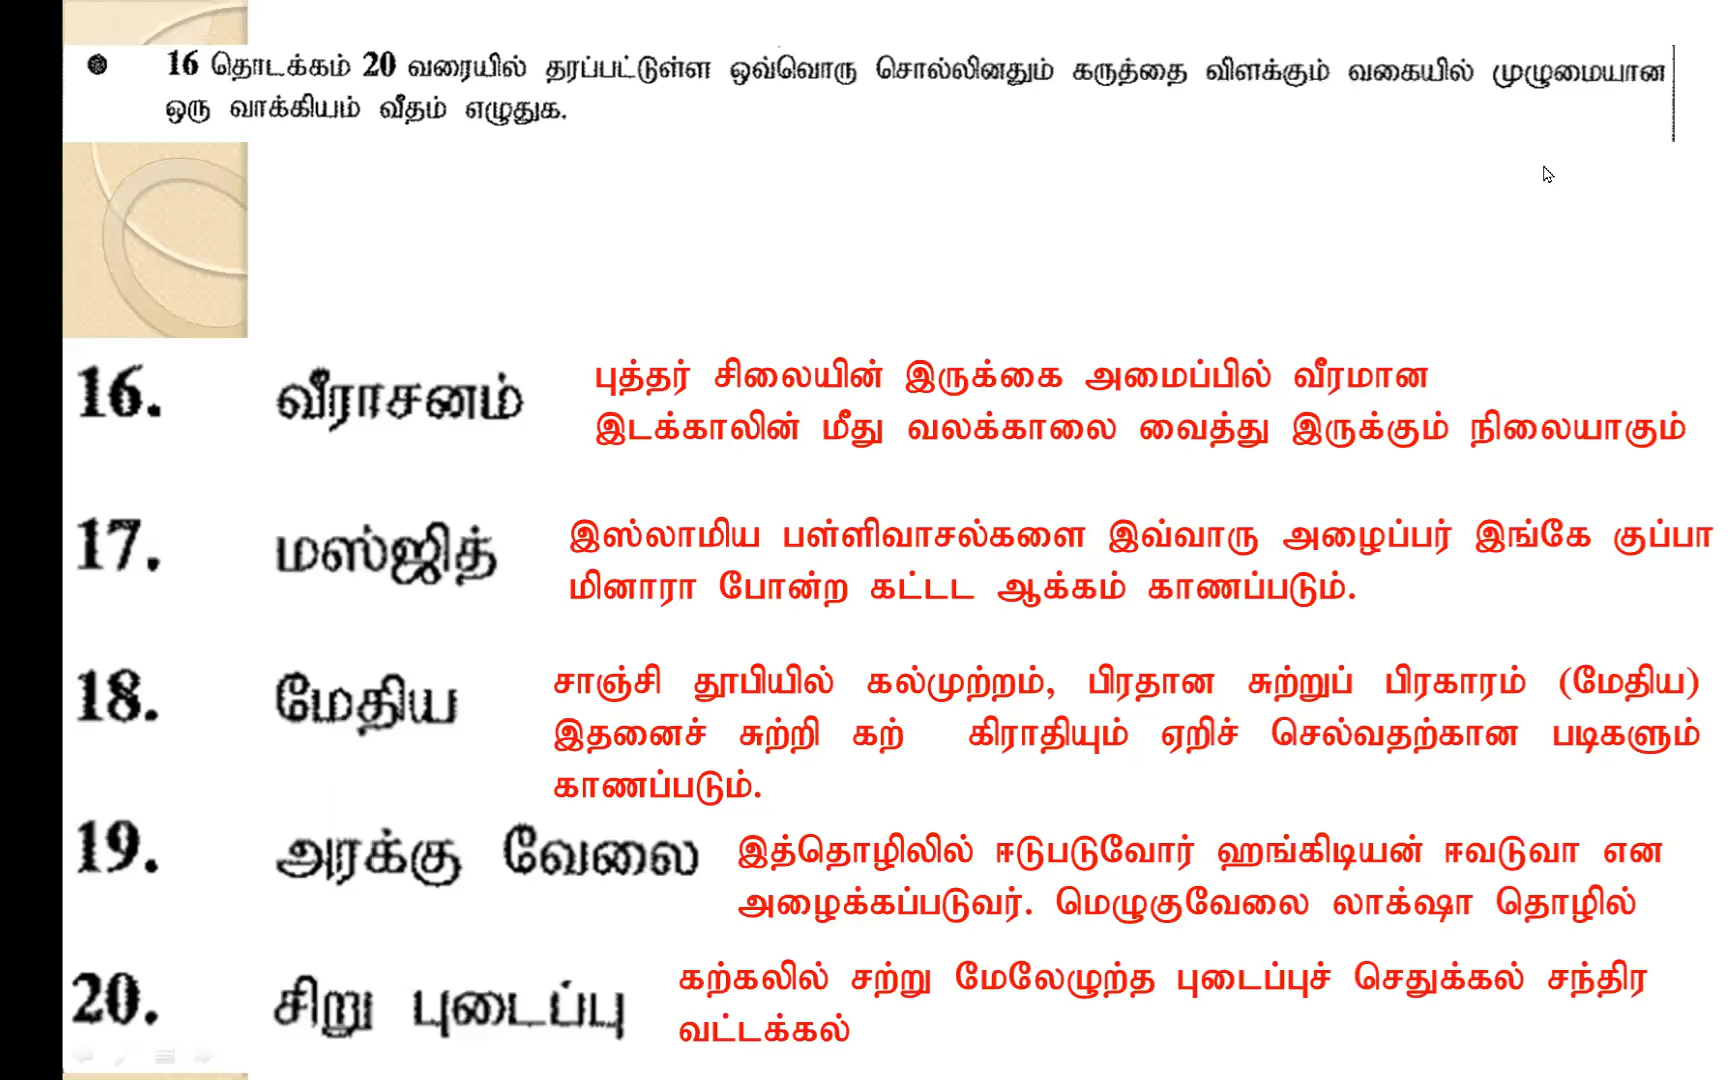 ● 16 தொடக்கம் 20 வரையில் தரப்பட்டுள்ள ஒவ்வொரு சொல்லினதும் கருத்தை விளக்கும் வகையில் முழுமையான
ஒரு வாக்கியம் வீதம் எழுதுக.
16. வீராசனம் புத்தர் சிலையின் இருக்கை அமைப்பில் வீரமான
இடக்காலின் மீது வலக்காலை வைத்து இருக்கும் நிலையாகும்
17. மஸ்ஜித் இஸ்லாமிய பள்ளிவாசல்களை இவ்வாரு அழைப்பர் இங்கே குப்பா
மினாரா போன்ற கட்டட ஆக்கம் காணப்படும்.
18. மேதிய சாஞ்சி தூபியில் கல்முற்றம், பிரதான சுற்றுப் பிரகாரம் (மேதிய)
இதனைச் சுற்றி கற் கிராதியும் ஏறிச் செல்வதற்கான படிகளும்
காணப்படும்.
19. அரக்கு வேலை இத்தொழிலில் ஈடுபடுவோர் ஹங்கிடியன் ஈவடுவா என
அழைக்கப்படுவர். மெழுகுவேலை லாக்ஷா தொழில்
20. சிறு புடைப்பு கற்கலில் சற்று மேலேழுற்த புடைப்புச் செதுக்கல் சந்திர
வட்டக்கல்